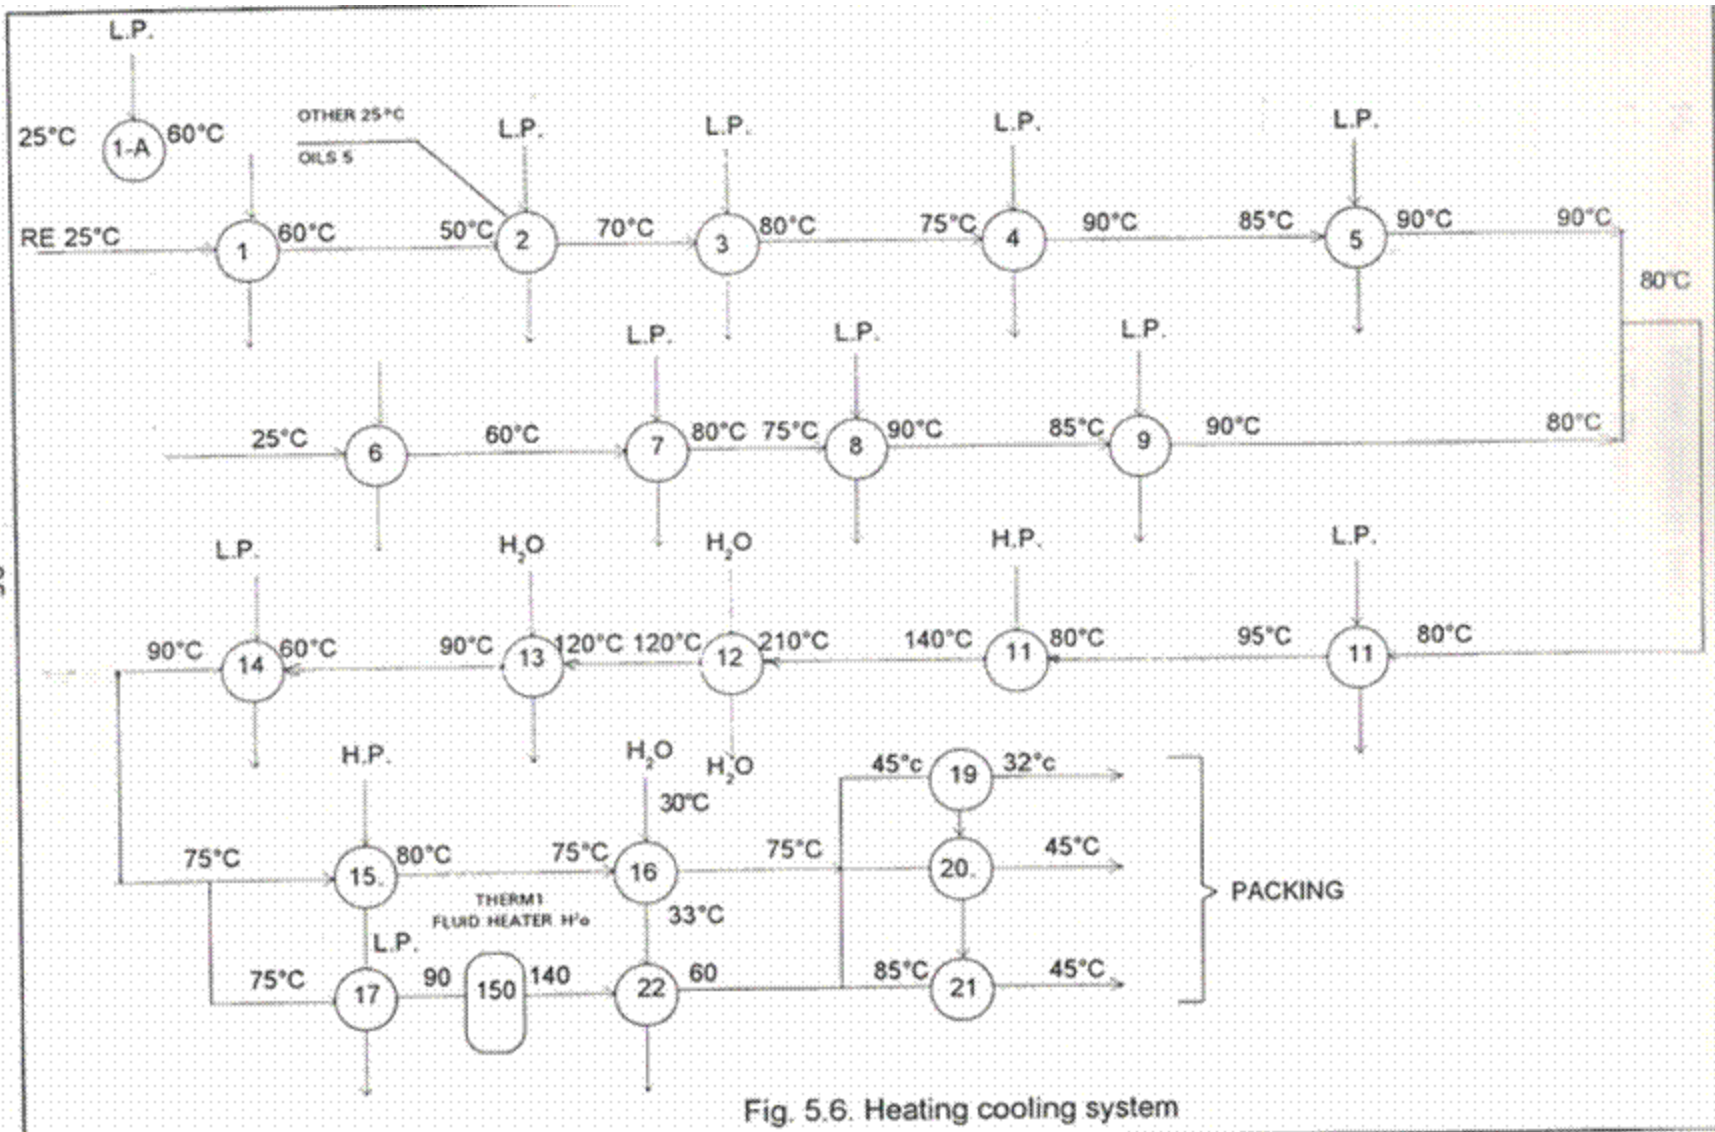 L.P.
25°C 1-A 60°C
OTHER 25°C
OILS 5
L.P. L.P. L.P. L.P.
RE 25°C 1 60°C 50°C 2 70°C 3 80°C 75°C 4 90°C 85°C 5 90°C 90°C
80°C
L.P. L.P. L.P.
25°C 6 60°C 7 80°C 75°C 8 90°C 85°C 9 90°C 80°C
L.P. H₂O H₂O H.P. L.P.
90°C 14 60°C 90°C 13 120°C 120°C 12 210°C 140°C 11 80°C 95°C 11 80°C
H.P. H₂O H₂O
30°C
45°c 19 32°c
75°C 15. 80°C 75°C 16 75°C 20. 45°C
PACKING
THERM1
FLUID HEATER H²o
33°C
L.P.
75°C 17 90 150 140 22 60 85°C 21 45°C
Fig. 5.6. Heating cooling system